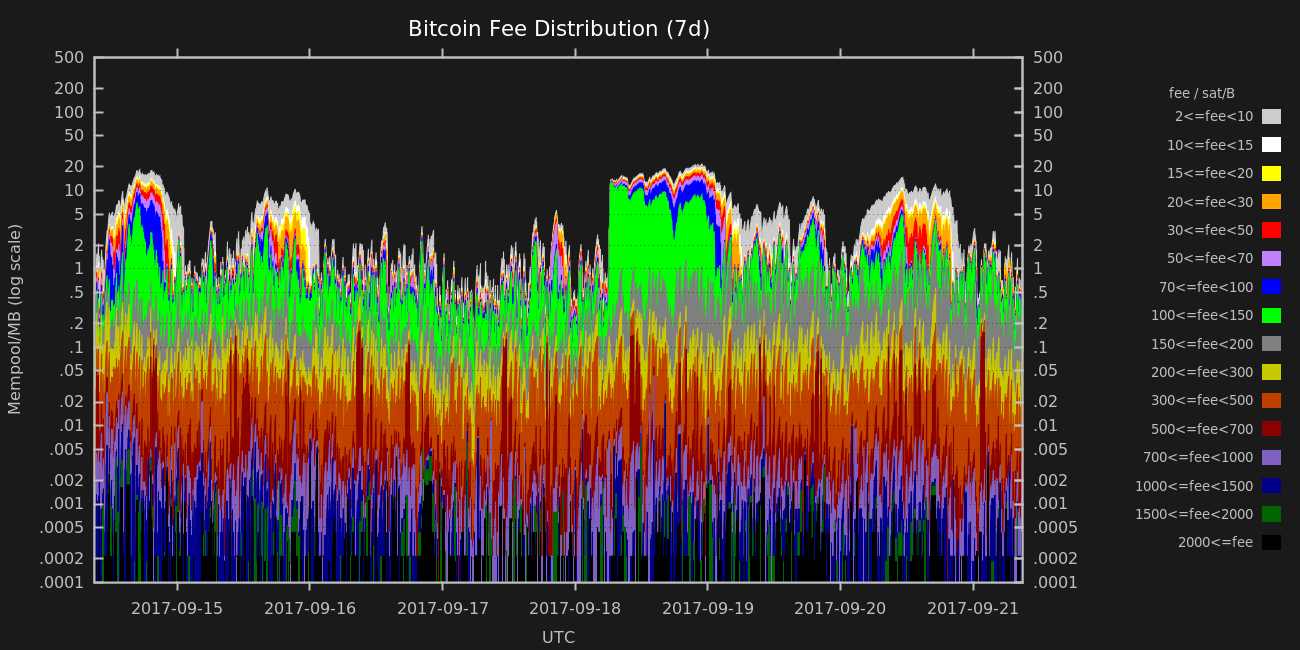 Bitcoin Fee Distribution (7d)
Mempool/MB (log scale)
500
200
100
50
20
10
5
2
1
.5
.2
.1
.05
.02
.01
.005
.002
.001
.0005
.0002
.0001
500
200
100
50
20
10
5
2
1
.5
.2
.1
.05
.02
.01
.005
.002
.001
.0005
.0002
.0001
2017-09-15 2017-09-16 2017-09-17 2017-09-18 2017-09-19 2017-09-20 2017-09-21
UTC
fee / sat/B
2<=fee<10
10<=fee<15
15<=fee<20
20<=fee<30
30<=fee<50
50<=fee<70
70<=fee<100
100<=fee<150
150<=fee<200
200<=fee<300
300<=fee<500
500<=fee<700
700<=fee<1000
1000<=fee<1500
1500<=fee<2000
2000<=fee